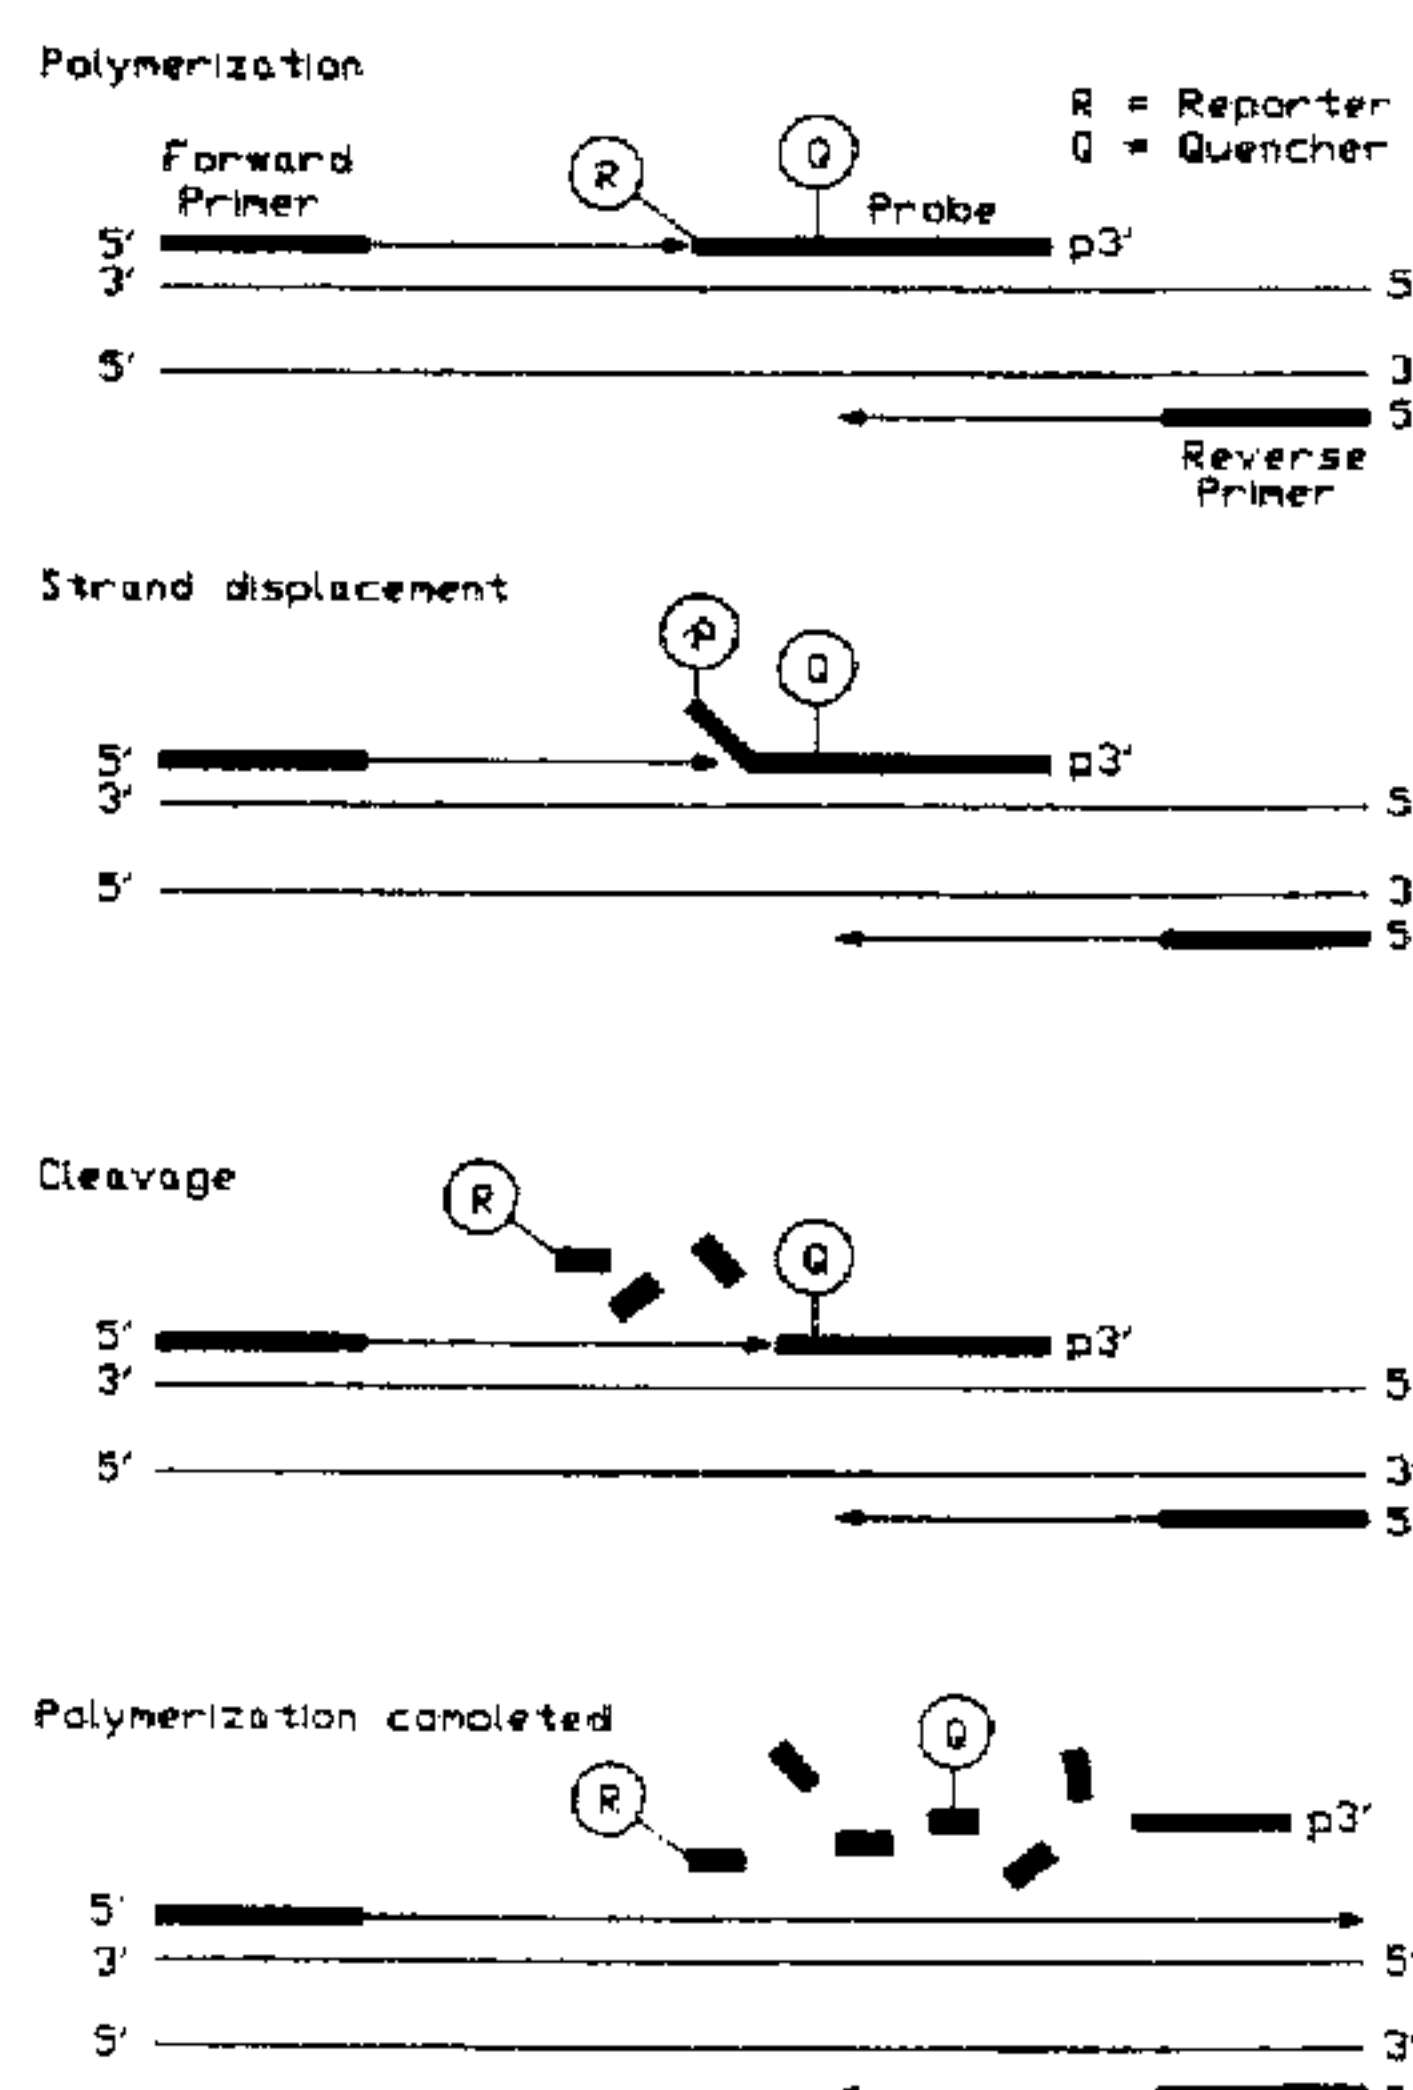 Polymerization
R = Reporter
Q = Quencher
Forward
Primer
R
Q
Probe
5'
p3'
3'
5
5'
3
5
Reverse
Primer
Strand displacement
R
Q
5'
p3'
3'
5
5'
3
5
Cleavage
R
Q
5'
p3'
3'
5
5'
3'
5
Polymerization comoleted
R
Q
p3'
5'
3'
5'
5'
3'